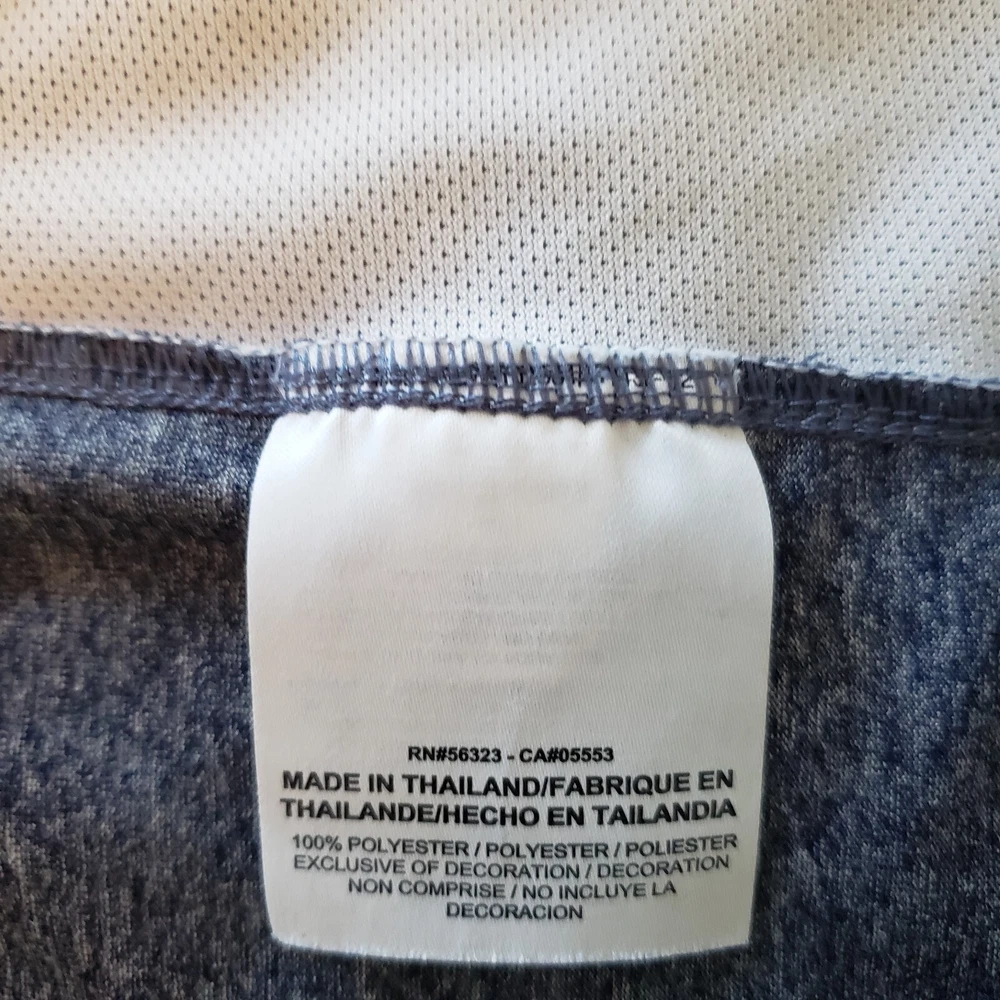 RN#56323 - CA#05553
MADE IN THAILAND/FABRIQUE EN
THAILANDE/HECHO EN TAILANDIA
100% POLYESTER / POLYESTER / POLIESTER
EXCLUSIVE OF DECORATION / DECORATION
NON COMPRISE / NO INCLUYE LA
DECORACION